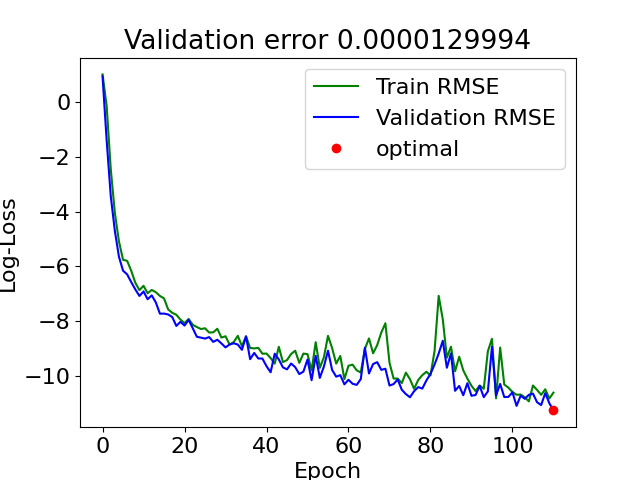 Validation error 0.0000129994
Train RMSE
Validation RMSE
optimal
0
−2
−4
−6
−8
−10
Log-Loss
0
20
40
60
80
100
Epoch